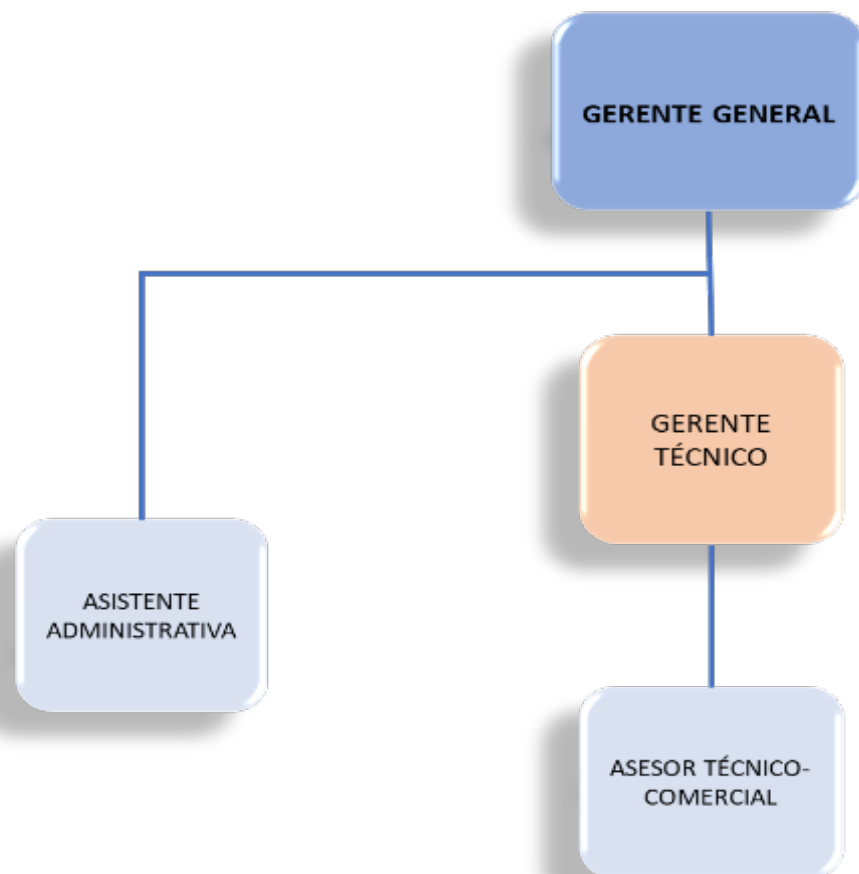 GERENTE GENERAL
GERENTE
TÉCNICO
ASISTENTE
ADMINISTRATIVA
ASESOR TÉCNICO-
COMERCIAL